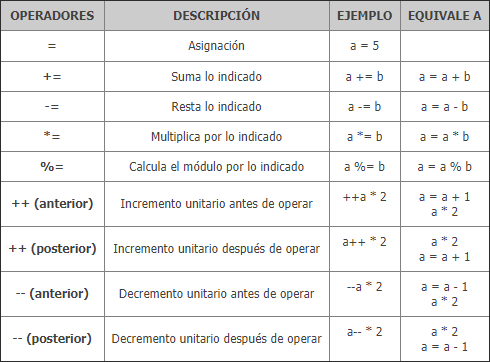 OPERADORES DESCRIPCIÓN EJEMPLO EQUIVALE A
= Asignación a = 5
+= Suma lo indicado a += b a = a + b
-= Resta lo indicado a -= b a = a - b
*= Multiplica por lo indicado a *= b a = a * b
%= Calcula el módulo por lo indicado a %= b a = a % b
++ (anterior) Incremento unitario antes de operar ++a * 2 a = a + 1
a * 2
++ (posterior) Incremento unitario después de operar a++ * 2 a * 2
a = a + 1
-- (anterior) Decremento unitario antes de operar --a * 2 a = a - 1
a * 2
-- (posterior) Decremento unitario después de operar a-- * 2 a * 2
a = a - 1